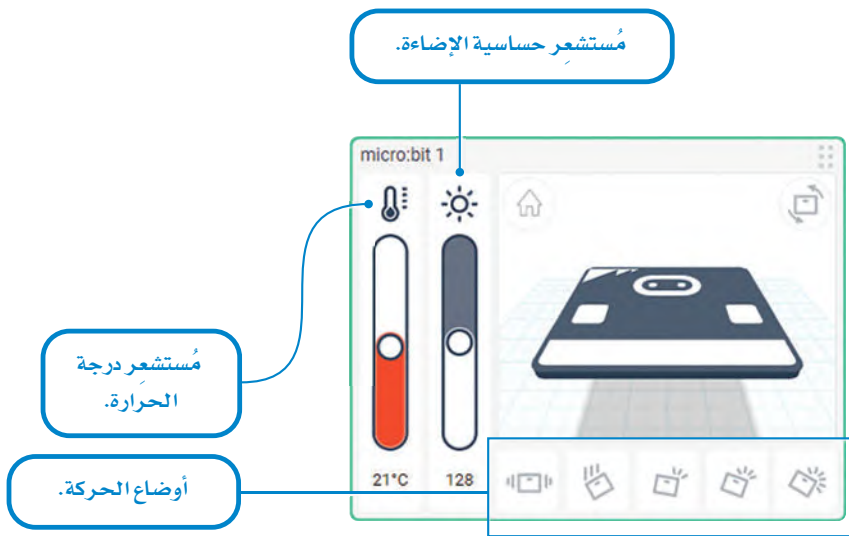 مُستشعِر حساسية الإضاءة.
micro:bit 1
مُستشعِر درجة
الحرارة.
21°C
128
أوضاع الحركة.